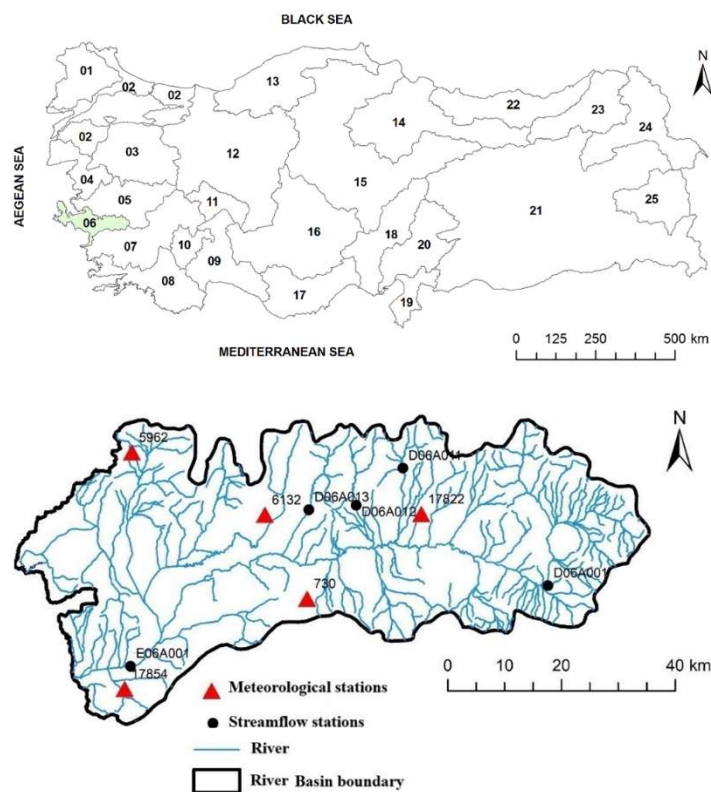 BLACK SEA
N
01
02
02
13
22
23
14
24
02
03
12
AEGEAN SEA
04
15
05
25
11
21
06
16
18
07
10
20
09
08
17
19
MEDITERRANEAN SEA
0 125 250 500 km
N
5962
D06A011
6132
D06A013
17822
D06A012
D06A001
730
E06A001
17854
0 10 20 40 km
Meteorological stations
Streamflow stations
River
River Basin boundary